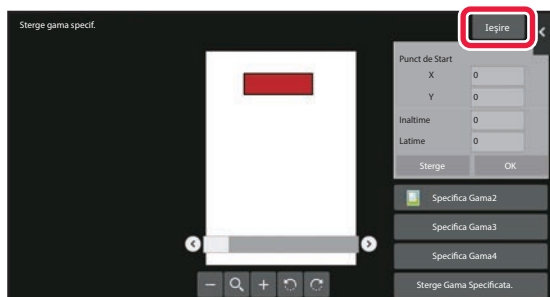 Sterge gama specif.
Ieşire
Punct de Start
X 0
Y 0
Inaltime 0
Latime 0
Sterge OK
Specifica Gama2
Specifica Gama3
Specifica Gama4
Sterge Gama Specificata.